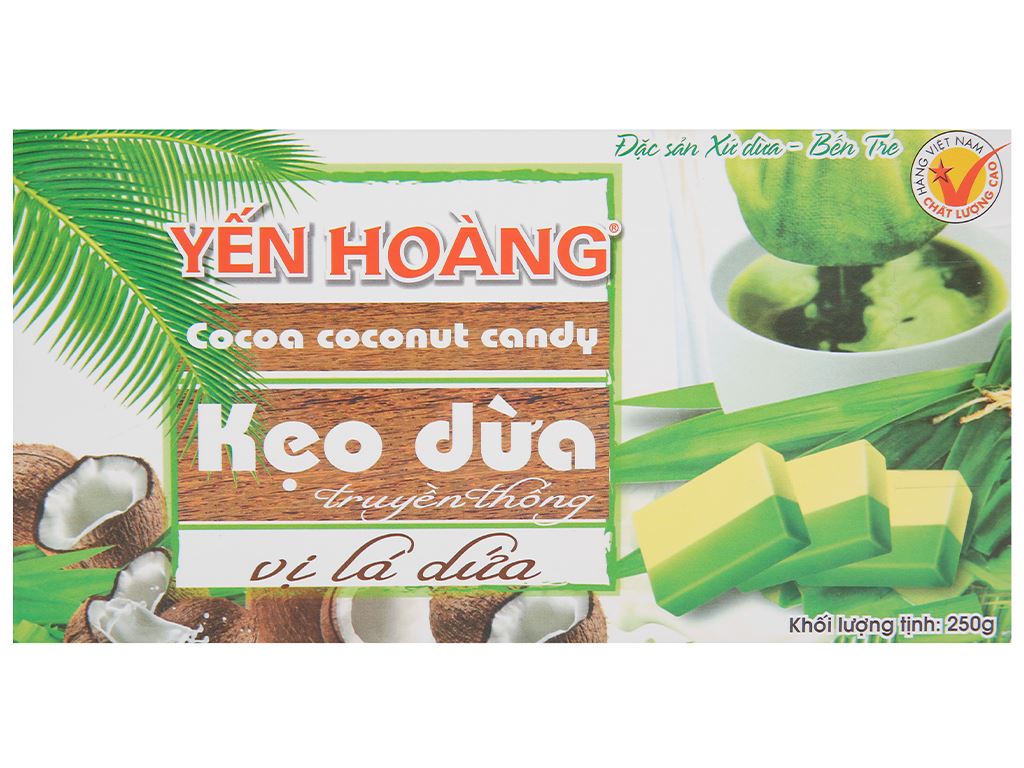 Đặc sản Xứ dừa - Bến Tre
HÀNG VIỆT NAM
CHẤT LƯỢNG CAO
YẾN HOÀNG®
Cocoa coconut candy
Kẹo dừa
truyền thống
vị lá dứa
Khối lượng tịnh: 250g